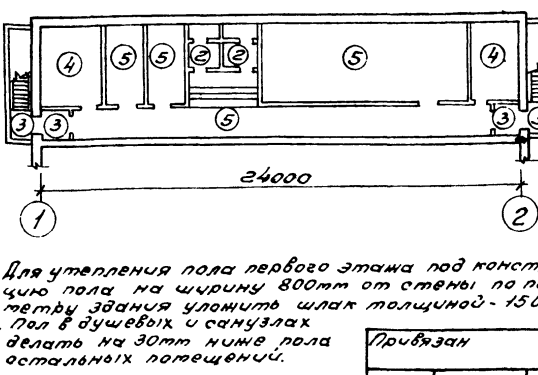 4 5 5 2 2 5 4
3 3 5 3 3
24000
1 2
Для утепления пола первого этажа под конст
цию пола на ширину 800мм от стены по пе
метру здания уложить шлак толщиной - 150
. Пол в душевых и санузлах
делать на 30мм ниже пола
остальных помещений.
Привязан